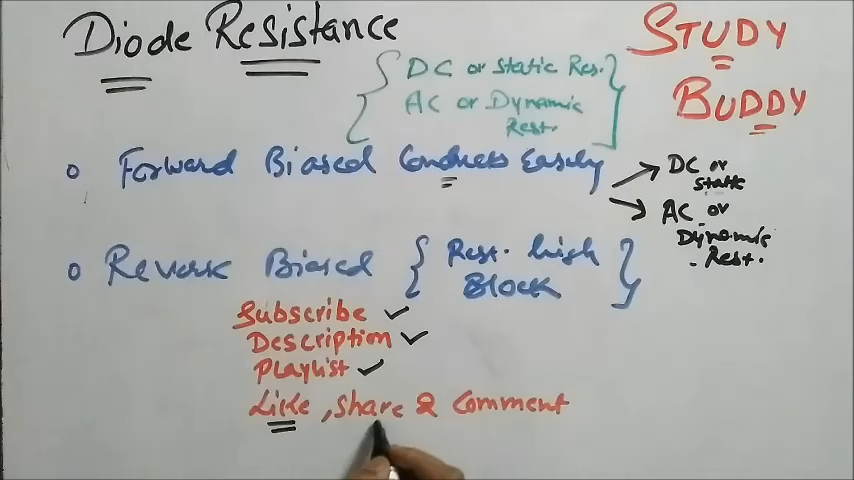 Diode Resistance
STUDY
BUDDY
DC or Static Res.
AC or Dynamic
Rest.
Forward Biased Conducts Easily
DC or
static
AC or
Dynamic
Rest.
Reverse Biased { Rest. high
Block }
Subscribe ✓
Description ✓
Playlist ✓
Like, Share & Comment